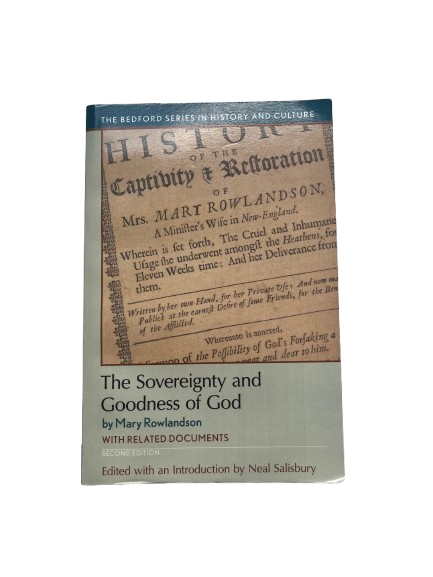 THE BEDFORD SERIES IN HISTORY AND CULTURE
HISTORY
OF THE
Captivity & Restoration
OF
Mrs. MARY ROWLANDSON,
A Minister's Wife in New-England.
Wherein is set forth, The Cruel and Inhumane
Usage she underwent amongst the Heathens, for
Eleven Weeks time: And her Deliverance from
them.
Written by her own Hand, for her Private Use: And now ma
Publick at the earnest Desire of some Friends, for the Ben
of the Afflicted.
Whereunto is annexed,
mon of the Possibility of God's Forsaking a
ear and dear to him.
The Sovereignty and
Goodness of God
by Mary Rowlandson
WITH RELATED DOCUMENTS
SECOND EDITION
Edited with an Introduction by Neal Salisbury